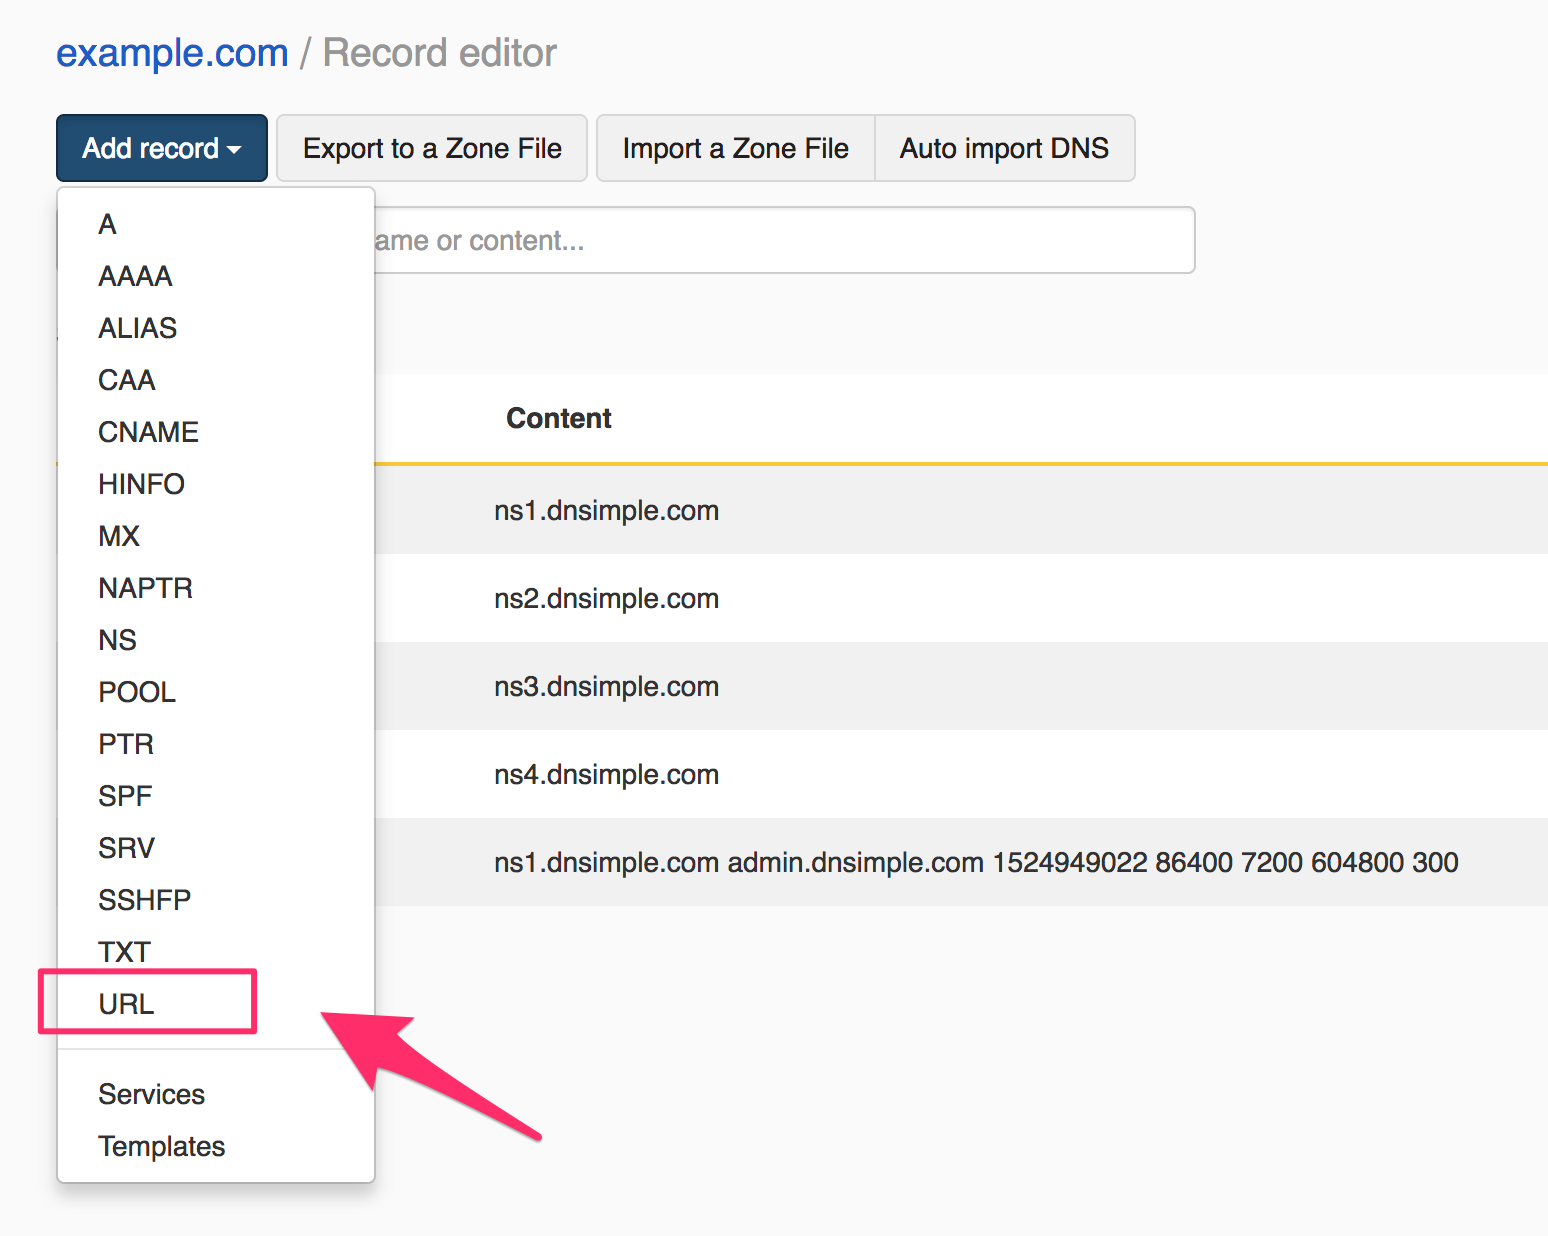 example.com / Record editor
Add record Export to a Zone File Import a Zone File Auto import DNS
A
ame or content...
AAAA
ALIAS
CAA
Content
CNAME
HINFO
ns1.dnsimple.com
MX
NAPTR
ns2.dnsimple.com
NS
POOL
ns3.dnsimple.com
PTR
ns4.dnsimple.com
SPF
SRV
ns1.dnsimple.com admin.dnsimple.com 1524949022 86400 7200 604800 300
SSHFP
TXT
URL
Services
Templates